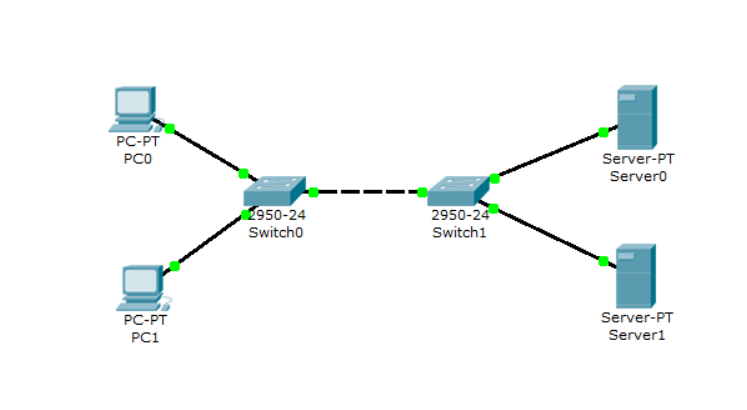 PC-PT
PC0
2950-24
Switch0
2950-24
Switch1
Server-PT
Server0
PC-PT
PC1
Server-PT
Server1